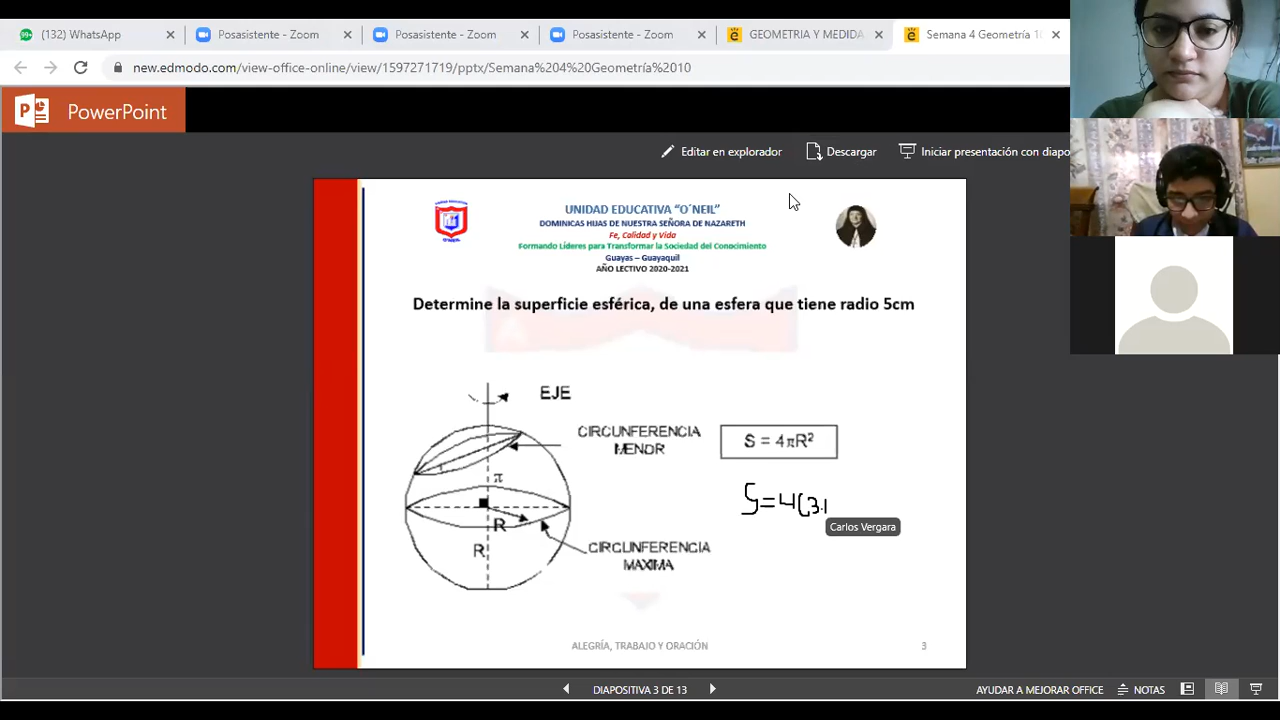 (132) WhatsApp
Posasistente - Zoom
Posasistente - Zoom
Posasistente - Zoom
GEOMETRIA Y MEDIDA
Semana 4 Geometría 10
new.edmodo.com/view-office-online/view/1597271719/pptx/Semana%204%20Geometría%2010
PowerPoint
Editar en explorador
Descargar
Iniciar presentación con diapo
UNIDAD EDUCATIVA “O´NEIL”
DOMINICAS HIJAS DE NUESTRA SEÑORA DE NAZARETH
Fe, Calidad y Vida
Formando Líderes para Transformar la Sociedad del Conocimiento
Guayas – Guayaquil
AÑO LECTIVO 2020-2021
O´NEIL
Determine la superficie esférica, de una esfera que tiene radio 5cm
EJE
CIRCUNFERENCIA
MENOR
S = 4πR²
π
S=4(3.1
Carlos Vergara
R
R
CIRCUNFERENCIA
MAXIMA
ALEGRÍA, TRABAJO Y ORACIÓN
3
DIAPOSITIVA 3 DE 13
AYUDAR A MEJORAR OFFICE
NOTAS